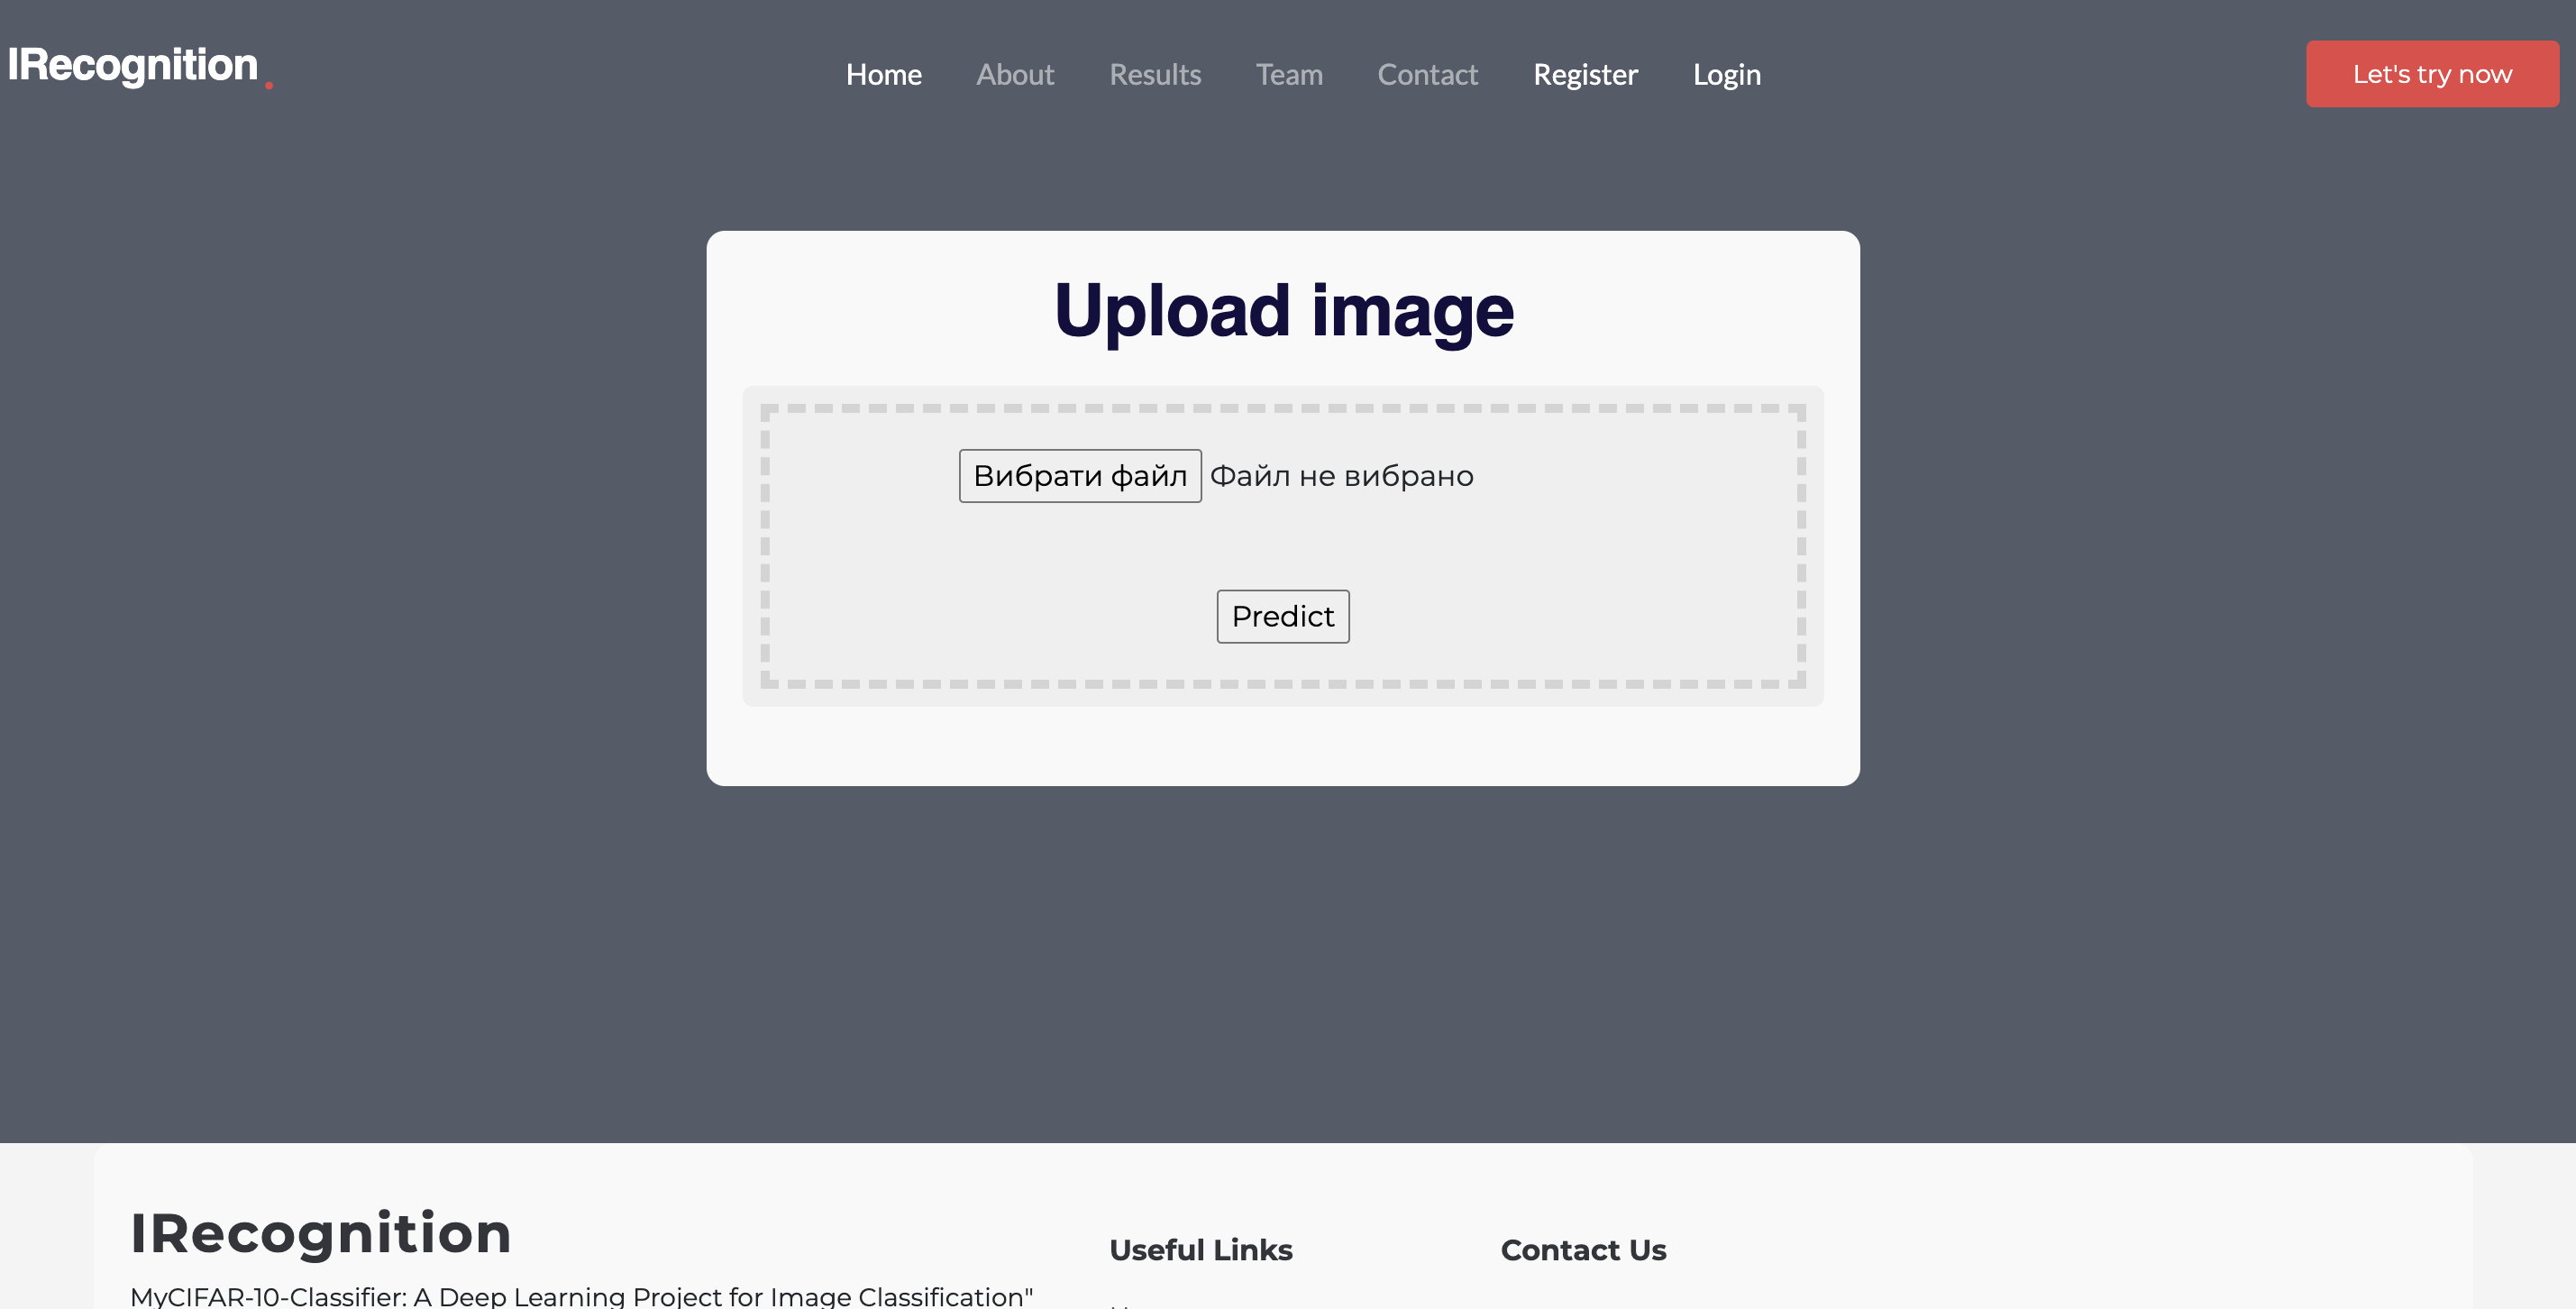 IRecognition.
Home About Results Team Contact Register Login
Let's try now
Upload image
Вибрати файл Файл не вибрано
Predict
IRecognition
Useful Links
Contact Us
MyCIFAR-10-Classifier: A Deep Learning Project for Image Classification"